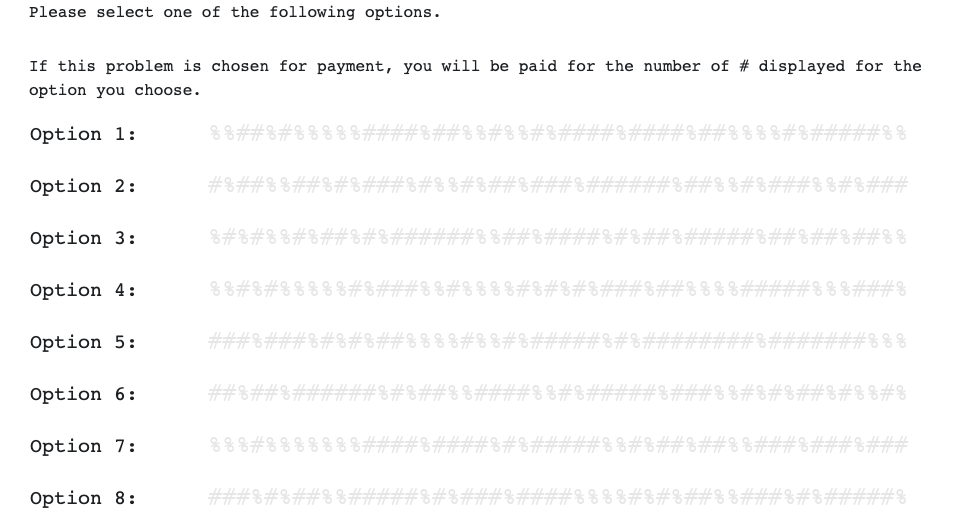 Please select one of the following options.
If this problem is chosen for payment, you will be paid for the number of # displayed for the
option you choose.
Option 1: %%##%#%%%%%####%##%%#%%#%####%####%##%%%%#%#####%%
Option 2: #%##%%##%#%###%#%%#%##%###%######%##%%#%###%%#%###
Option 3: %#%#%%#%##%#%######%%##%####%#%##%#####%##%##%##%%
Option 4: %%#%#%%%%%#%###%%#%%%%#%#%#%###%##%%%%#####%%%###%
Option 5: ###%###%#%#%##%%%%#%%#%#####%#%########%#######%%%
Option 6: ##%##%######%#%##%%####%%#%#####%###%%#%#%##%#%%#%
Option 7: %%%#%%%%%%%####%####%#%#####%%#%##%##%%###%###%###
Option 8: ###%#%##%%#####%#%###%####%%%%#%#%##%%###%#%#####%